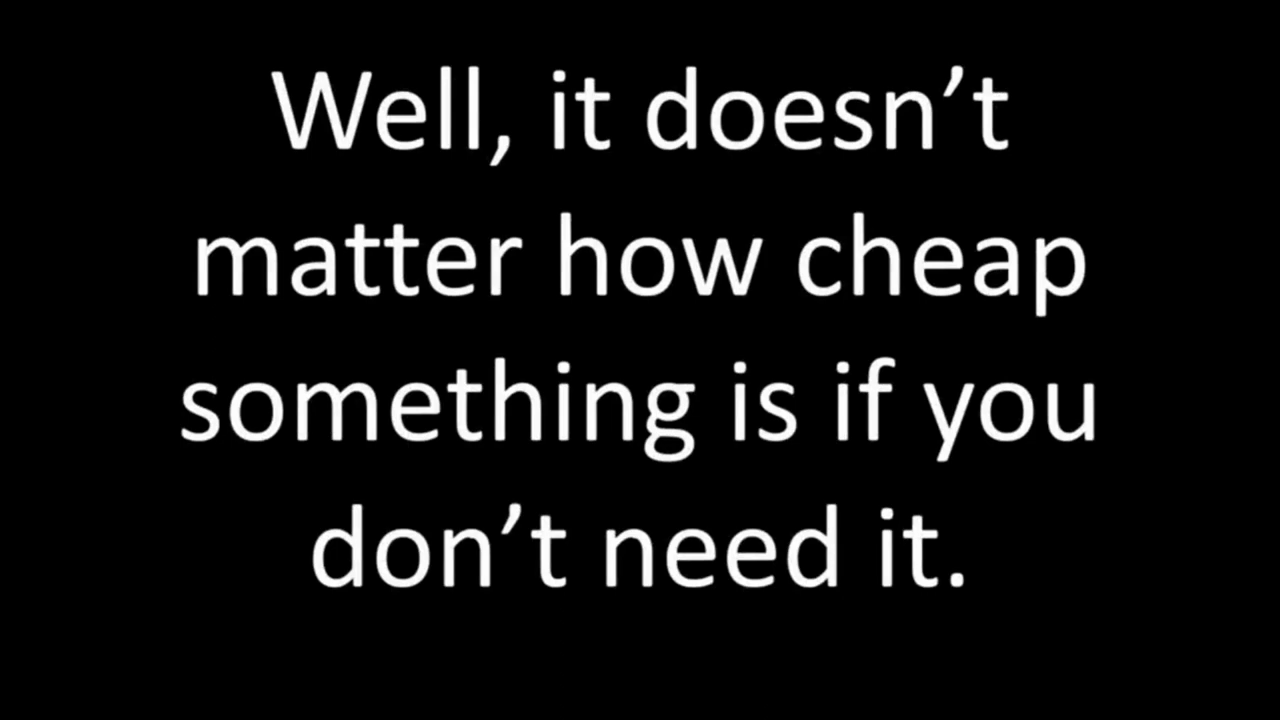 Well, it doesn’t
matter how cheap
something is if you
don’t need it.